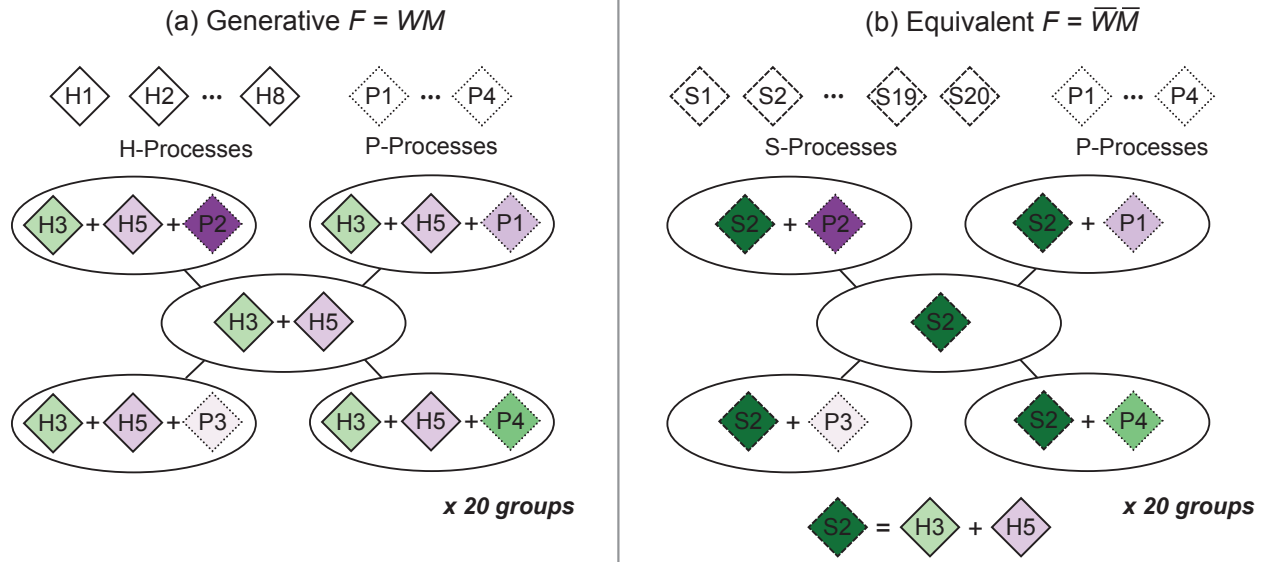 (a) Generative F = WM
H1 H2 ... H8 P1 ... P4
H-Processes P-Processes
H3 + H5 + P2 H3 + H5 + P1
H3 + H5
H3 + H5 + P3 H3 + H5 + P4
x 20 groups
(b) Equivalent F = W̅M̅
S1 S2 ... S19 S20 P1 ... P4
S-Processes P-Processes
S2 + P2 S2 + P1
S2
S2 + P3 S2 + P4
x 20 groups
S2 = H3 + H5